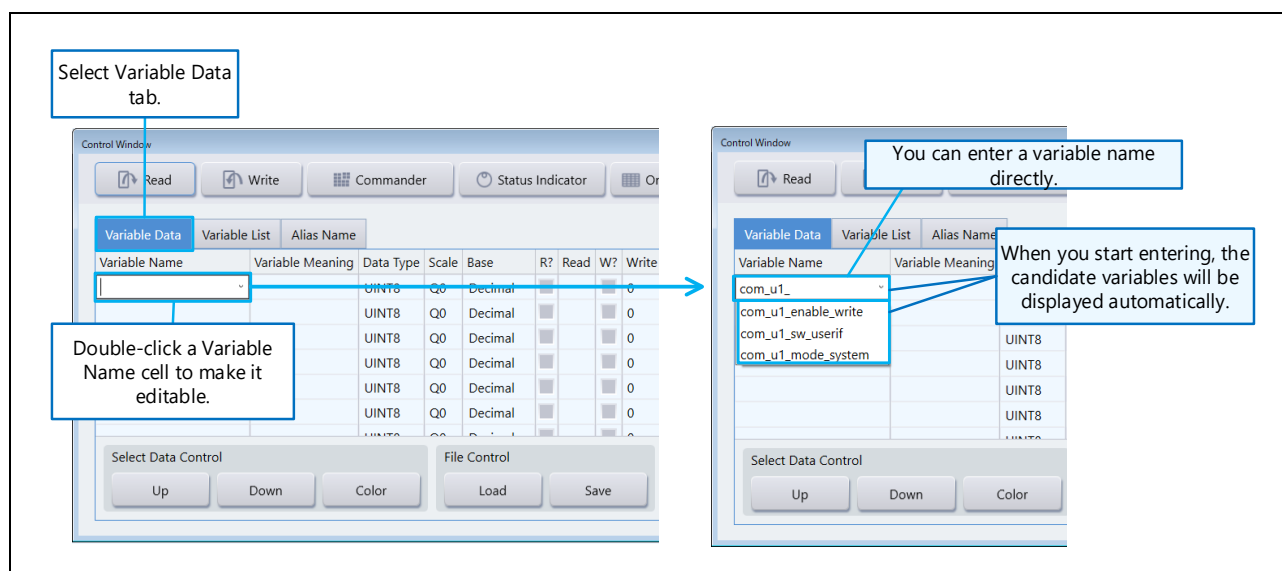 Select Variable Data
tab.
Control Window
Read Write Commander Status Indicator
Variable Data Variable List Alias Name
Variable Name Variable Meaning Data Type Scale Base R? Read W? Write
UINT8 Q0 Decimal 0
UINT8 Q0 Decimal 0
UINT8 Q0 Decimal 0
UINT8 Q0 Decimal 0
UINT8 Q0 Decimal 0
UINT8 Q0 Decimal 0
Double-click a Variable
Name cell to make it
editable.
Select Data Control File Control
Up Down Color Load Save
Control Window
You can enter a variable name
directly.
Read
Variable Data Variable List Alias Name
Variable Name Variable Meaning
When you start entering, the
candidate variables will be
displayed automatically.
com_u1_
com_u1_enable_write
com_u1_sw_userif
com_u1_mode_system
UINT8
UINT8
UINT8
UINT8
Select Data Control
Up Down Color